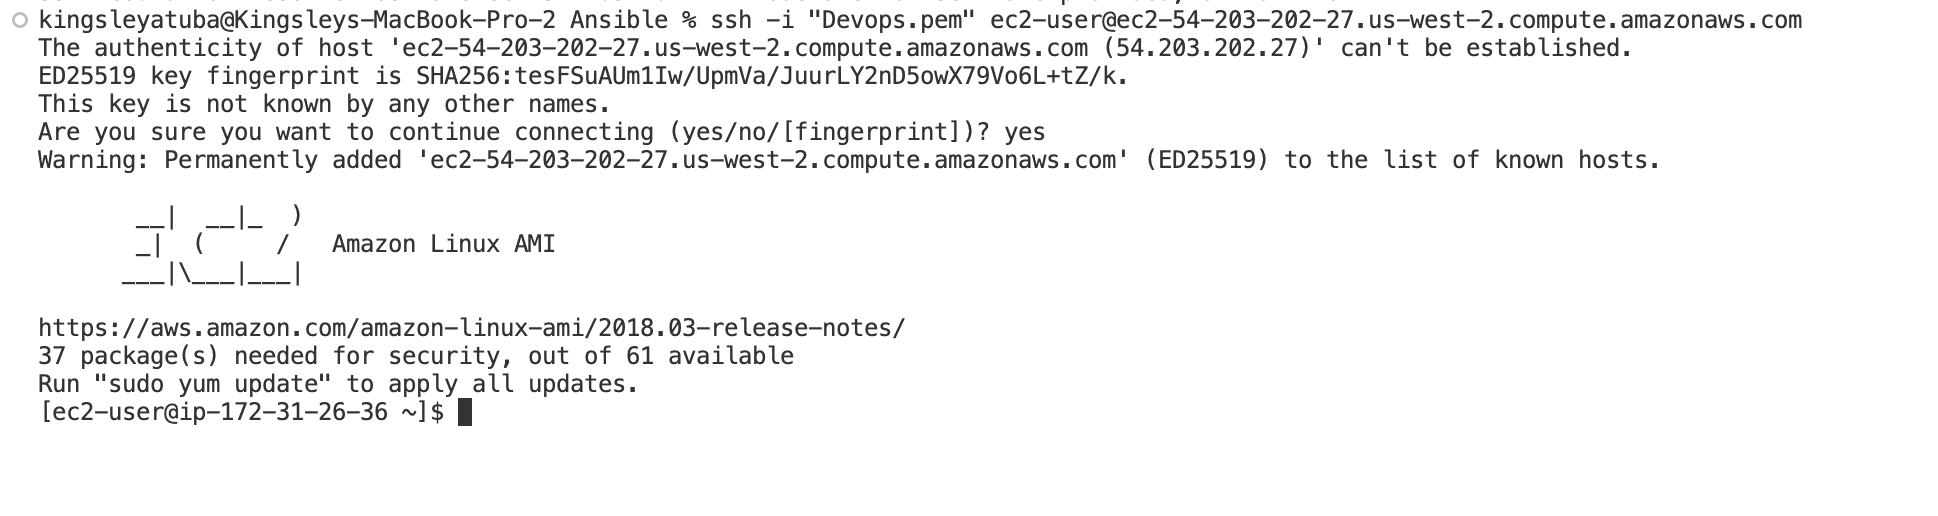 kingsleyatuba@Kingsleys-MacBook-Pro-2 Ansible % ssh -i "Devops.pem" ec2-user@ec2-54-203-202-27.us-west-2.compute.amazonaws.com
The authenticity of host 'ec2-54-203-202-27.us-west-2.compute.amazonaws.com (54.203.202.27)' can't be established.
ED25519 key fingerprint is SHA256:tesFSuAUm1Iw/UpmVa/JuurLY2nD5owX79Vo6L+tZ/k.
This key is not known by any other names.
Are you sure you want to continue connecting (yes/no/[fingerprint])? yes
Warning: Permanently added 'ec2-54-203-202-27.us-west-2.compute.amazonaws.com' (ED25519) to the list of known hosts.
       __|  __|_  )
       _|  (     /   Amazon Linux AMI
      ___|\___|___|
https://aws.amazon.com/amazon-linux-ami/2018.03-release-notes/
37 package(s) needed for security, out of 61 available
Run "sudo yum update" to apply all updates.
[ec2-user@ip-172-31-26-36 ~]$